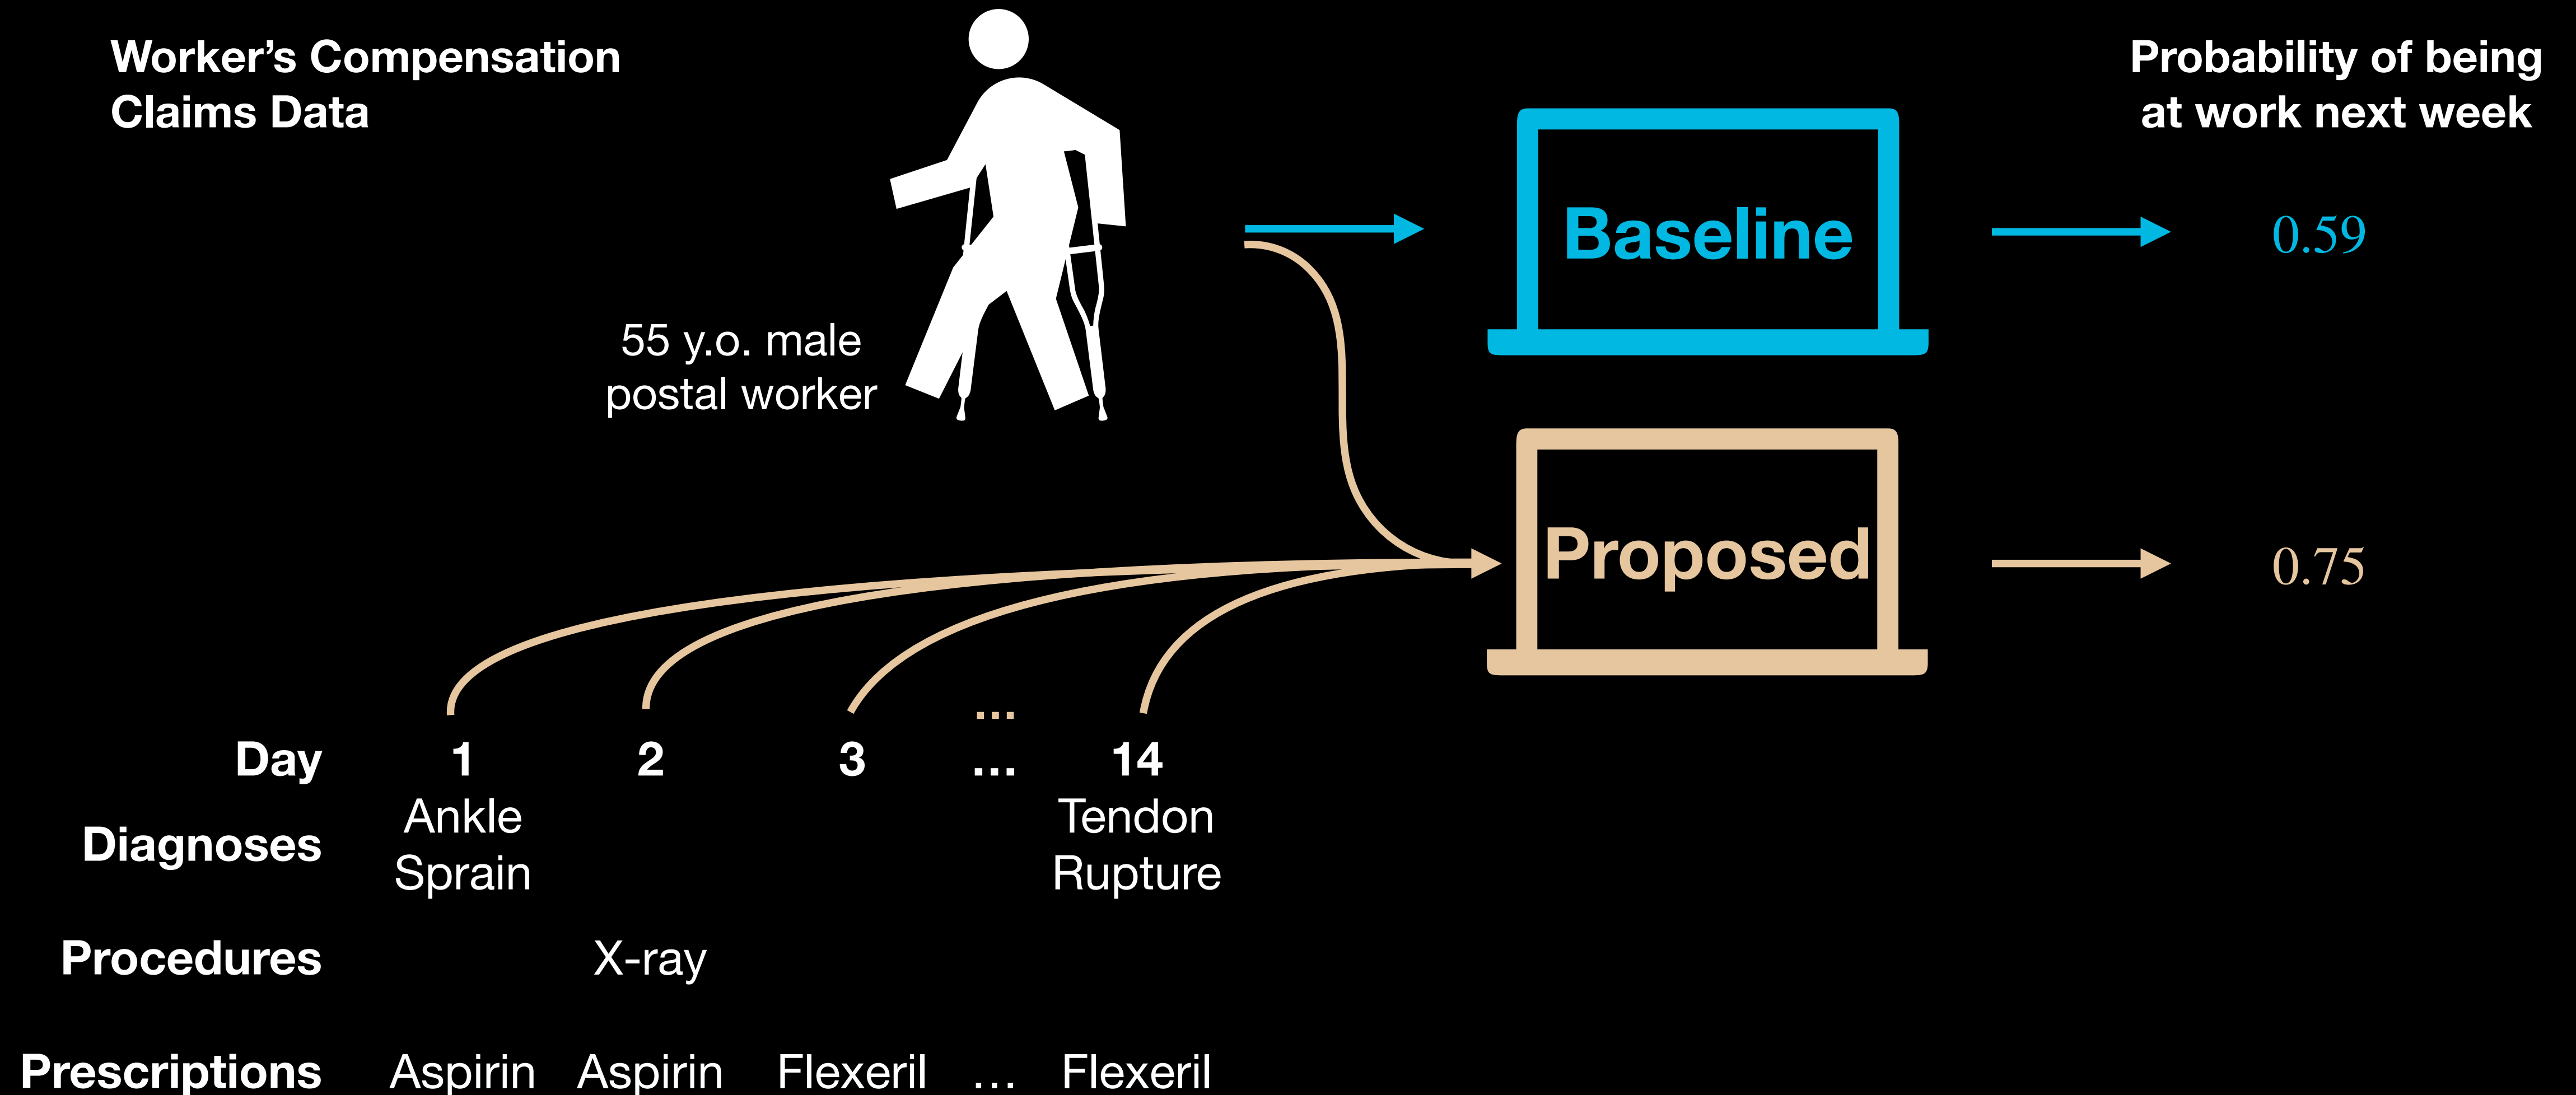 Worker’s Compensation
Claims Data
Probability of being
at work next week
55 y.o. male
postal worker
Baseline
0.59
Proposed
0.75
...
Day 1 2 3 ... 14
Diagnoses
Ankle
Sprain
Tendon
Rupture
Procedures X-ray
Prescriptions Aspirin Aspirin Flexeril ... Flexeril